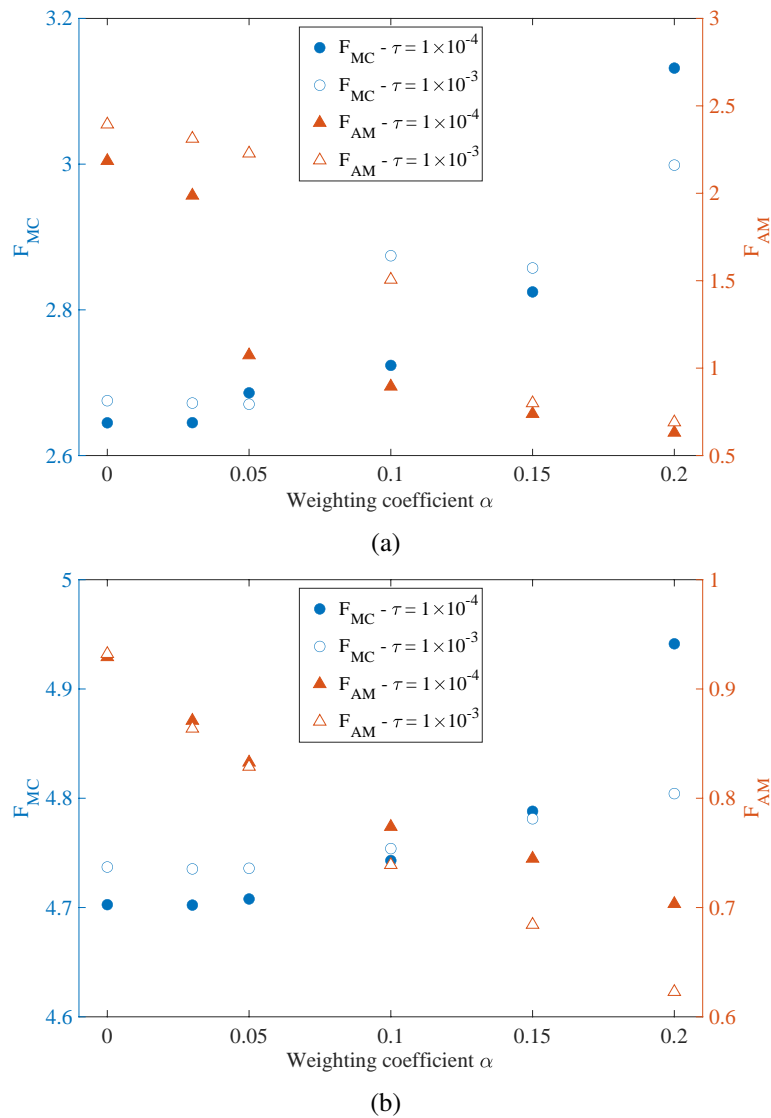 3.2
3
2.8
2.6
F_MC
3
2.5
2
1.5
1
0.5
F_AM
F_MC - τ = 1×10^-4
F_MC - τ = 1×10^-3
F_AM - τ = 1×10^-4
F_AM - τ = 1×10^-3
0 0.05 0.1 0.15 0.2
Weighting coefficient α
(a)
5
4.9
4.8
4.7
4.6
F_MC
1
0.9
0.8
0.7
0.6
F_AM
F_MC - τ = 1×10^-4
F_MC - τ = 1×10^-3
F_AM - τ = 1×10^-4
F_AM - τ = 1×10^-3
0 0.05 0.1 0.15 0.2
Weighting coefficient α
(b)